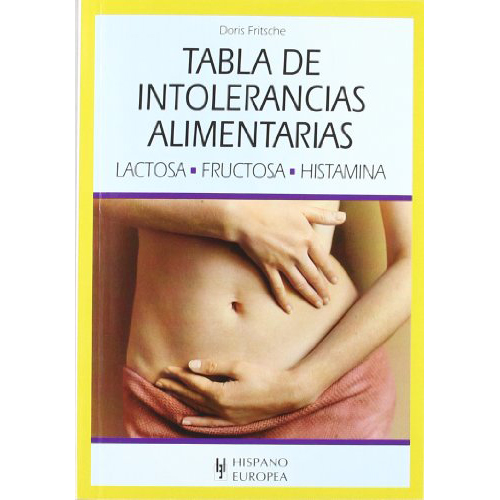 Doris Fritsche
TABLA DE
INTOLERANCIAS
ALIMENTARIAS
LACTOSA ▪ FRUCTOSA ▪ HISTAMINA
HISPANO
EUROPEA